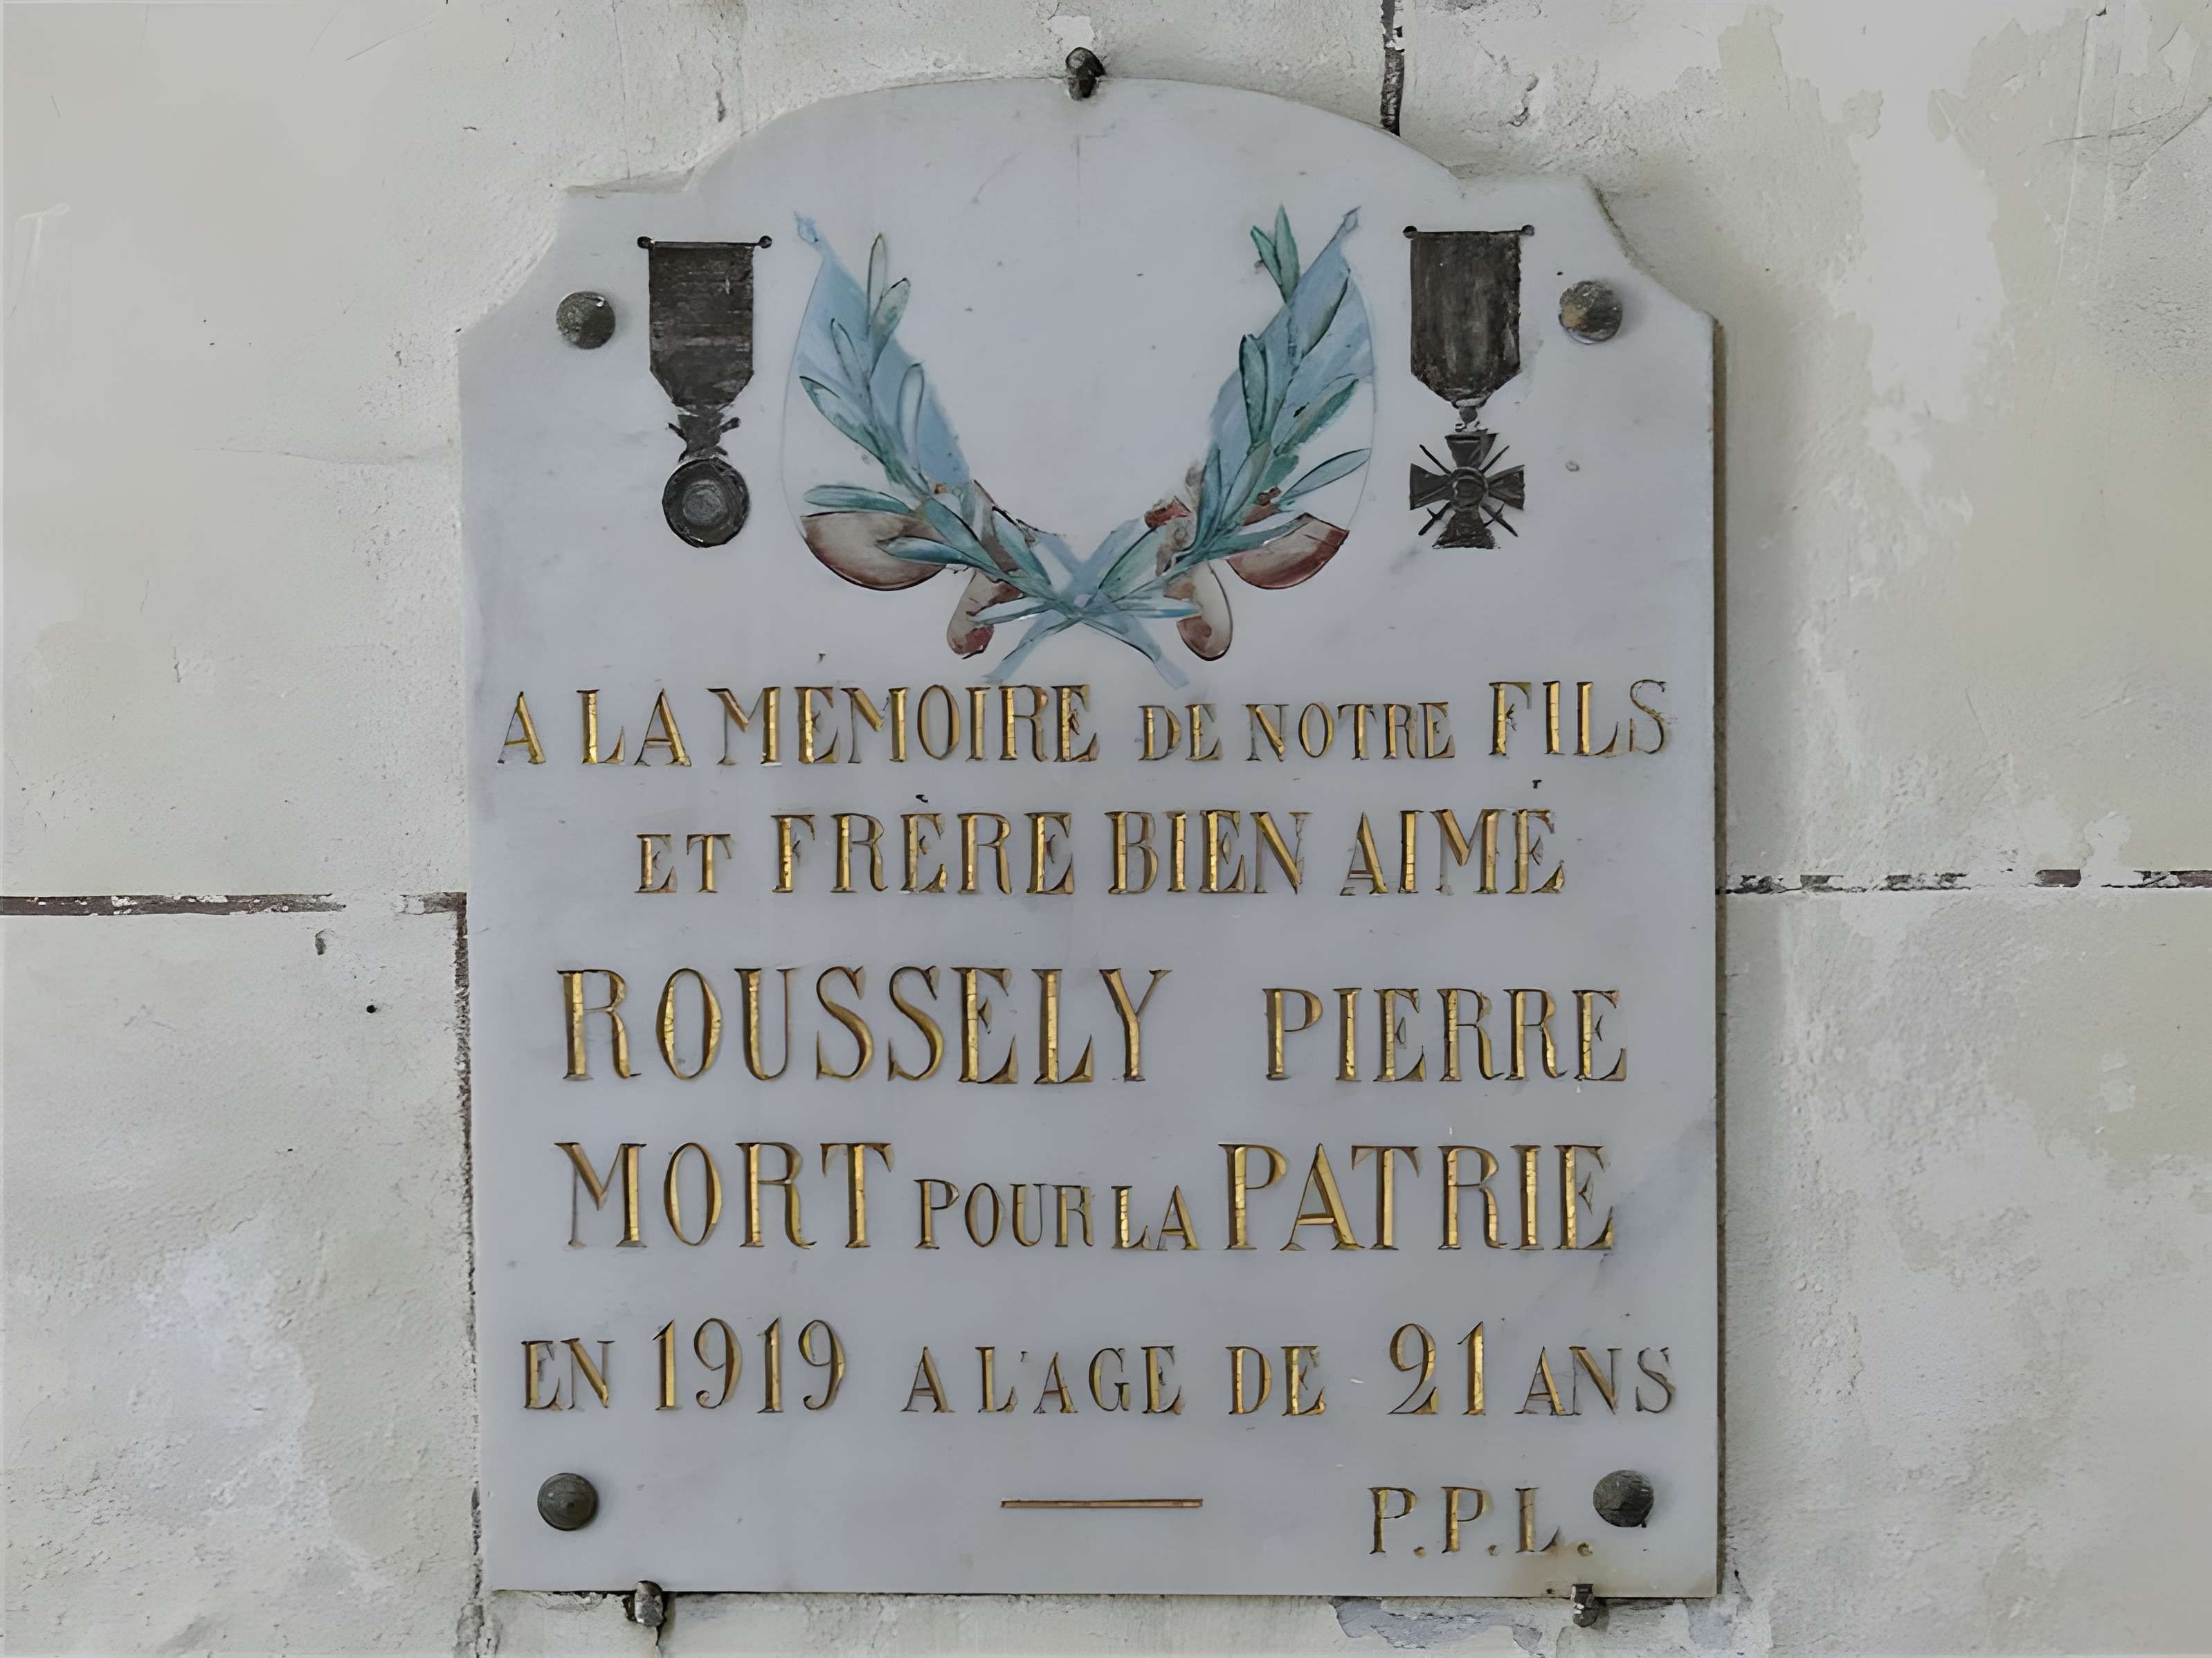 A LA MÉMOIRE DE NOTRE FILS
ET FRÈRE BIEN AIMÉ
ROUSSELY PIERRE
MORT POUR LA PATRIE
EN 1919 A L'AGE DE 21 ANS
P.P.L.